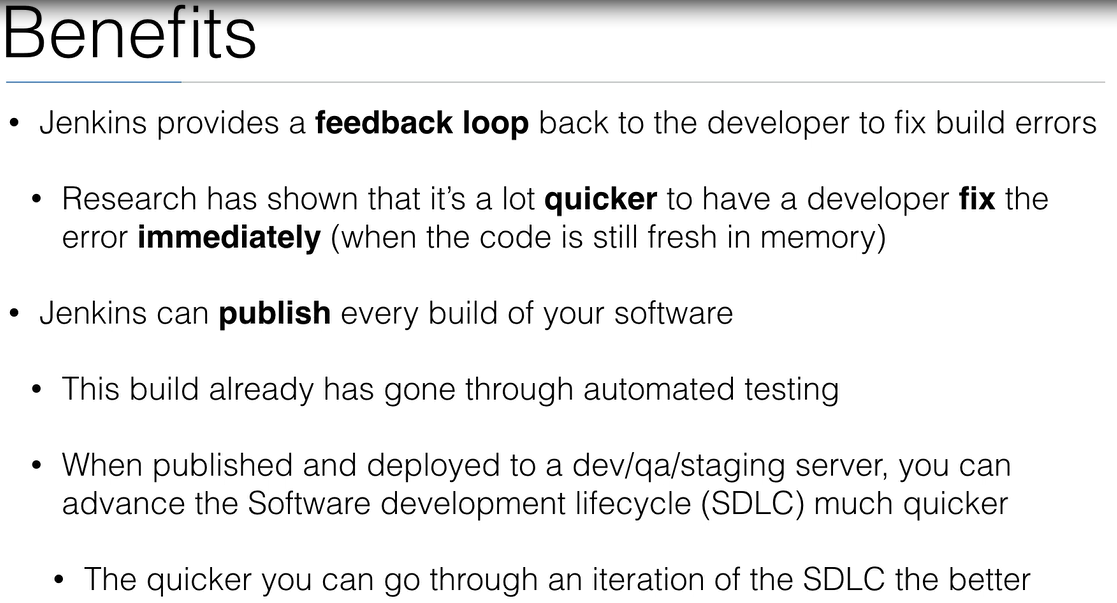 Benefits
• Jenkins provides a feedback loop back to the developer to fix build errors
• Research has shown that it's a lot quicker to have a developer fix the
error immediately (when the code is still fresh in memory)
• Jenkins can publish every build of your software
• This build already has gone through automated testing
• When published and deployed to a dev/qa/staging server, you can
advance the Software development lifecycle (SDLC) much quicker
• The quicker you can go through an iteration of the SDLC the better